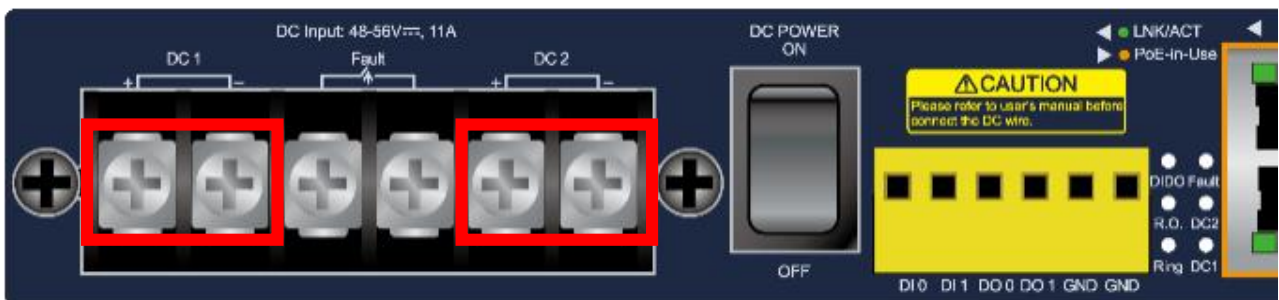 DC Input: 48-56V⎓, 11A
DC 1
Fault
DC 2
+ −
+ −
DC POWER
ON
OFF
LNK/ACT
PoE-in-Use
CAUTION
Please refer to user's manual before
connect the DC wire.
DIDO Fault
R.O. DC2
Ring DC1
DI 0 DI 1 DO 0 DO 1 GND GND